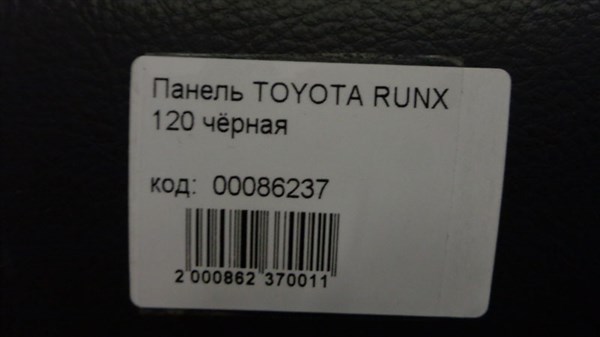 Панель TOYOTA RUNX
120 чёрная
код: 00086237
2 000862 370011